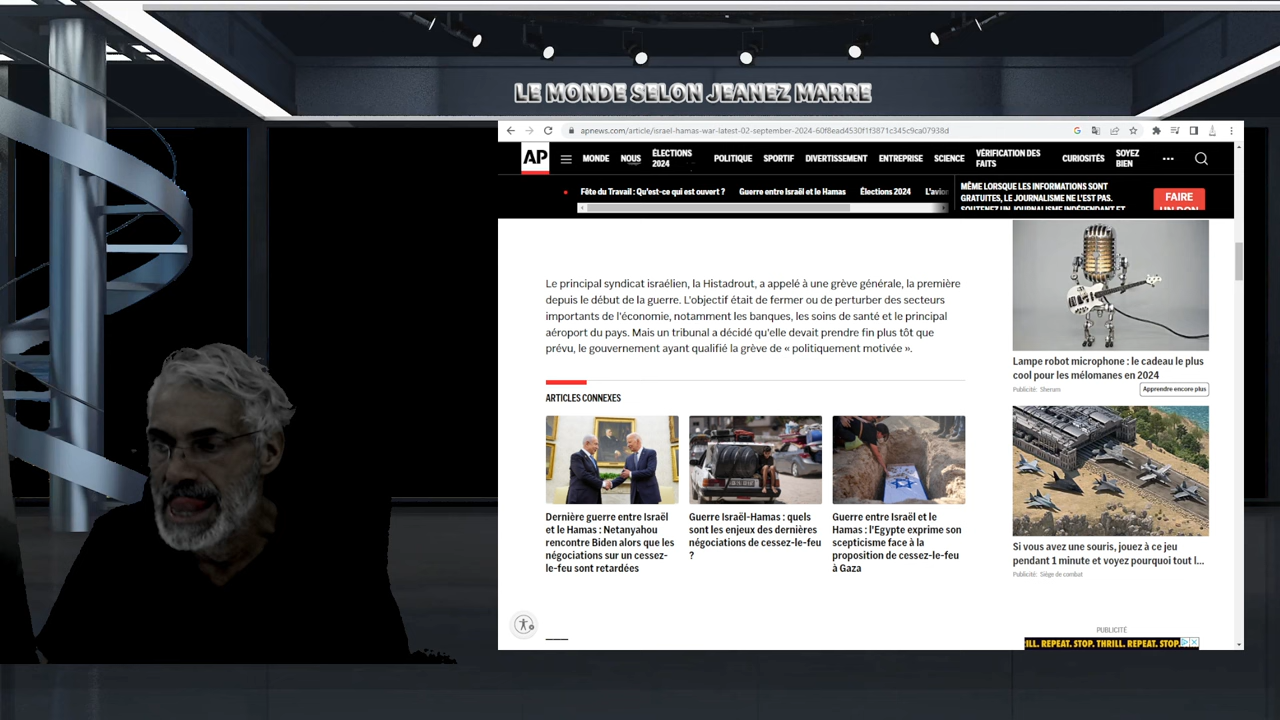 LE MONDE SELON JEANEZ MARRE
apnews.com/article/israel-hamas-war-latest-02-september-2024-60f8ead4530f1f3871c345c9ca07938d
AP
MONDE
NOUS
ÉLECTIONS
2024
POLITIQUE
SPORTIF
DIVERTISSEMENT
ENTREPRISE
SCIENCE
VÉRIFICATION DES
FAITS
CURIOSITÉS
SOYEZ
BIEN
Fête du Travail : Qu'est-ce qui est ouvert ?
Guerre entre Israël et le Hamas
Élections 2024
L'avion
MÊME LORSQUE LES INFORMATIONS SONT
GRATUITES, LE JOURNALISME NE L'EST PAS.
SOUTENEZ UN JOURNALISME INDÉPENDANT ET
FAIRE
UN DON
Le principal syndicat israélien, la Histadrout, a appelé à une grève générale, la première
depuis le début de la guerre. L'objectif était de fermer ou de perturber des secteurs
importants de l'économie, notamment les banques, les soins de santé et le principal
aéroport du pays. Mais un tribunal a décidé qu'elle devait prendre fin plus tôt que
prévu, le gouvernement ayant qualifié la grève de « politiquement motivée ».
ARTICLES CONNEXES
Dernière guerre entre Israël
et le Hamas : Netanyahou
rencontre Biden alors que les
négociations sur un cessez-
le-feu sont retardées
Guerre Israël-Hamas : quels
sont les enjeux des dernières
négociations de cessez-le-feu
?
Guerre entre Israël et le
Hamas : l'Egypte exprime son
scepticisme face à la
proposition de cessez-le-feu
à Gaza
Lampe robot microphone : le cadeau le plus
cool pour les mélomanes en 2024
Publicité: Sherum
Apprendre encore plus
Si vous avez une souris, jouez à ce jeu
pendant 1 minute et voyez pourquoi tout l...
Publicité: Siège de combat
PUBLICITÉ
ILL. REPEAT. STOP. THRILL. REPEAT. STOP.